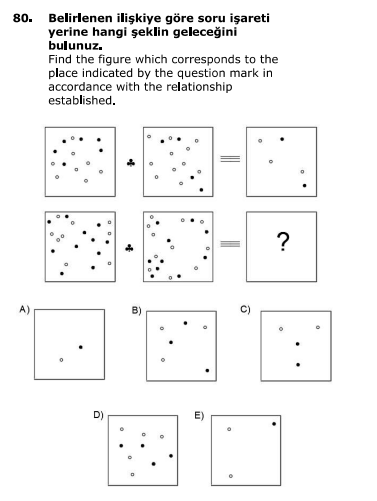 80. Belirlenen ilişkiye göre soru işareti
yerine hangi şeklin geleceğini
bulunuz.
Find the figure which corresponds to the
place indicated by the question mark in
accordance with the relationship
established.
?
A) B) C)
D) E)